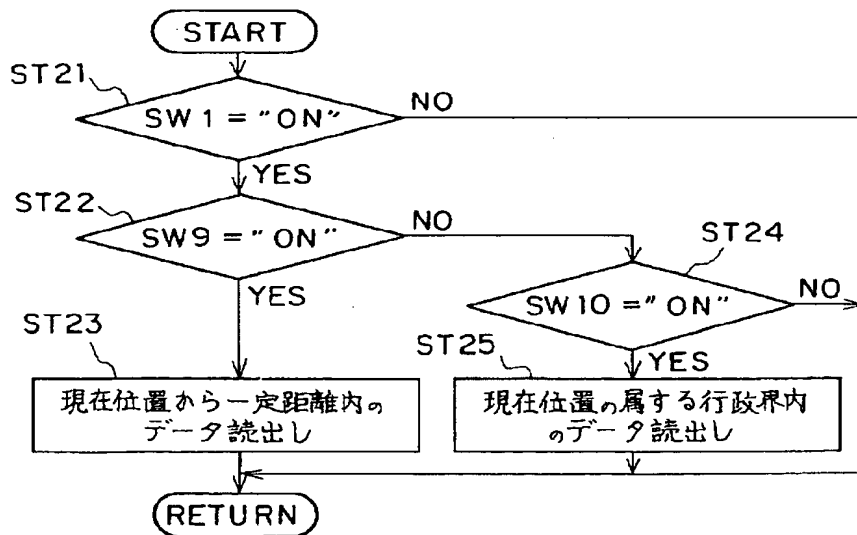 START
ST21
SW1="ON"
NO
YES
ST22
SW9="ON"
NO
YES
ST24
SW10="ON"
NO
YES
ST23
現在位置から一定距離内の
データ読出し
ST25
現在位置の属する行政界内
のデータ読出し
RETURN